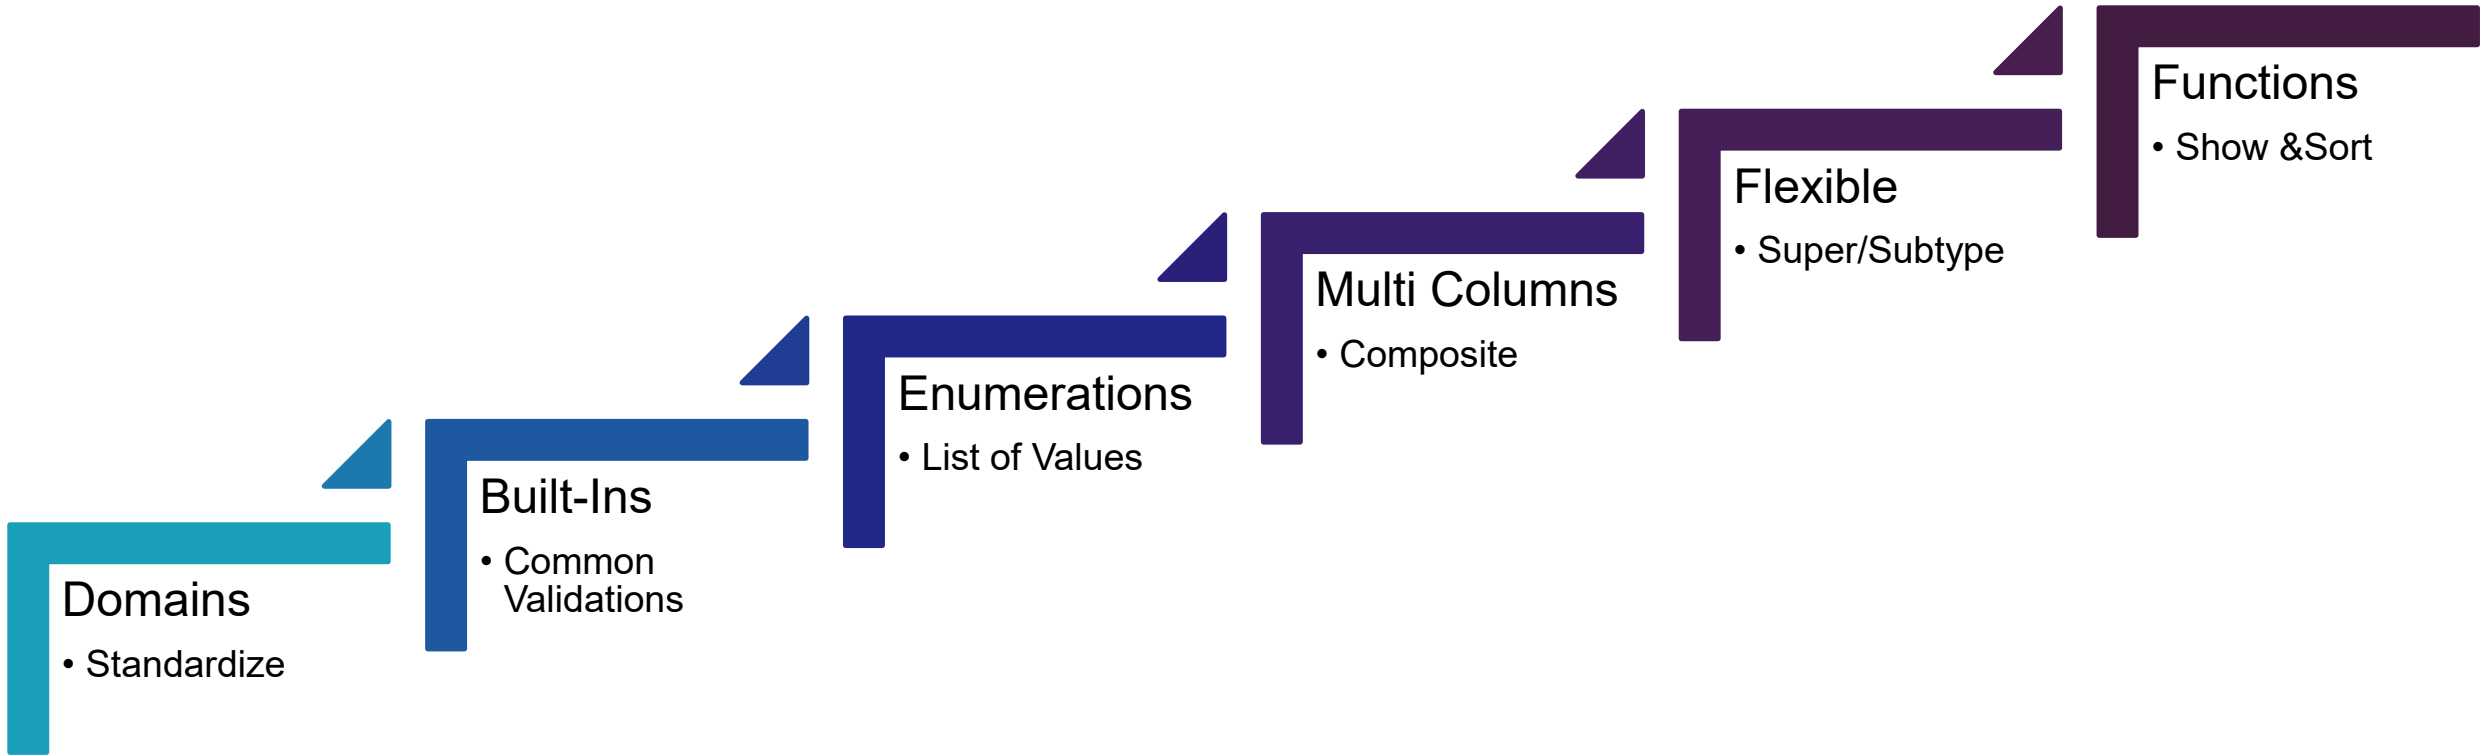 Domains
• Standardize
Built-Ins
• Common
Validations
Enumerations
• List of Values
Multi Columns
• Composite
Flexible
• Super/Subtype
Functions
• Show &Sort